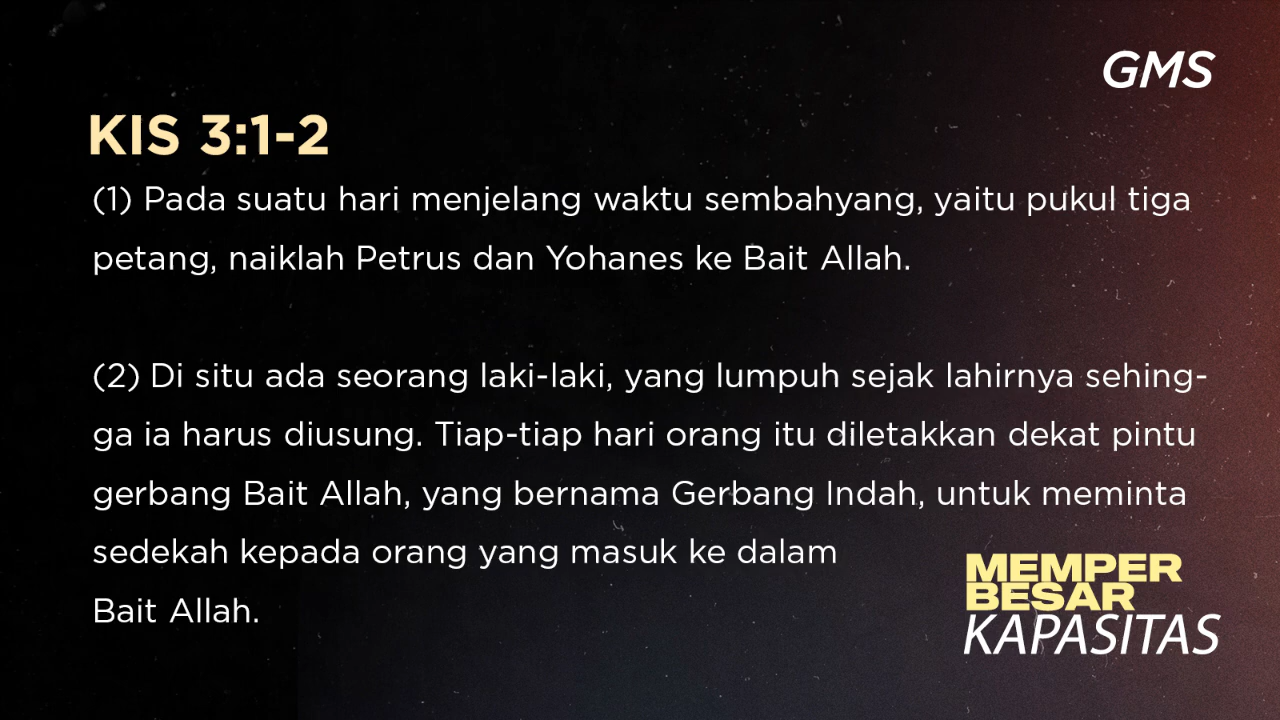 GMS
KIS 3:1-2
(1) Pada suatu hari menjelang waktu sembahyang, yaitu pukul tiga
petang, naiklah Petrus dan Yohanes ke Bait Allah.
(2) Di situ ada seorang laki-laki, yang lumpuh sejak lahirnya sehing-
ga ia harus diusung. Tiap-tiap hari orang itu diletakkan dekat pintu
gerbang Bait Allah, yang bernama Gerbang Indah, untuk meminta
sedekah kepada orang yang masuk ke dalam
Bait Allah.
MEMPER
BESAR
KAPASITAS